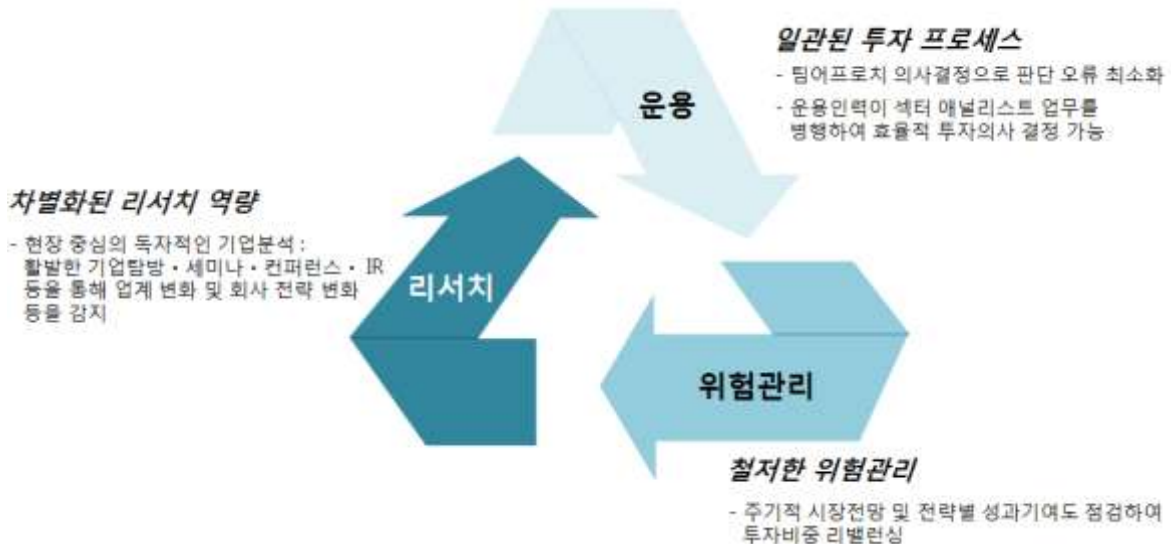 일관된 투자 프로세스
- 팀어프로치 의사결정으로 판단 오류 최소화
- 운용인력이 섹터 애널리스트 업무를
병행하여 효율적 투자의사 결정 가능
운용
차별화된 리서치 역량
- 현장 중심의 독자적인 기업분석 :
활발한 기업탐방・세미나・컨퍼런스・IR
등을 통해 업계 변화 및 회사 전략 변화
등을 감지
리서치
위험관리
철저한 위험관리
- 주기적 시장전망 및 전략별 성과기여도 점검하여
투자비중 리밸런싱